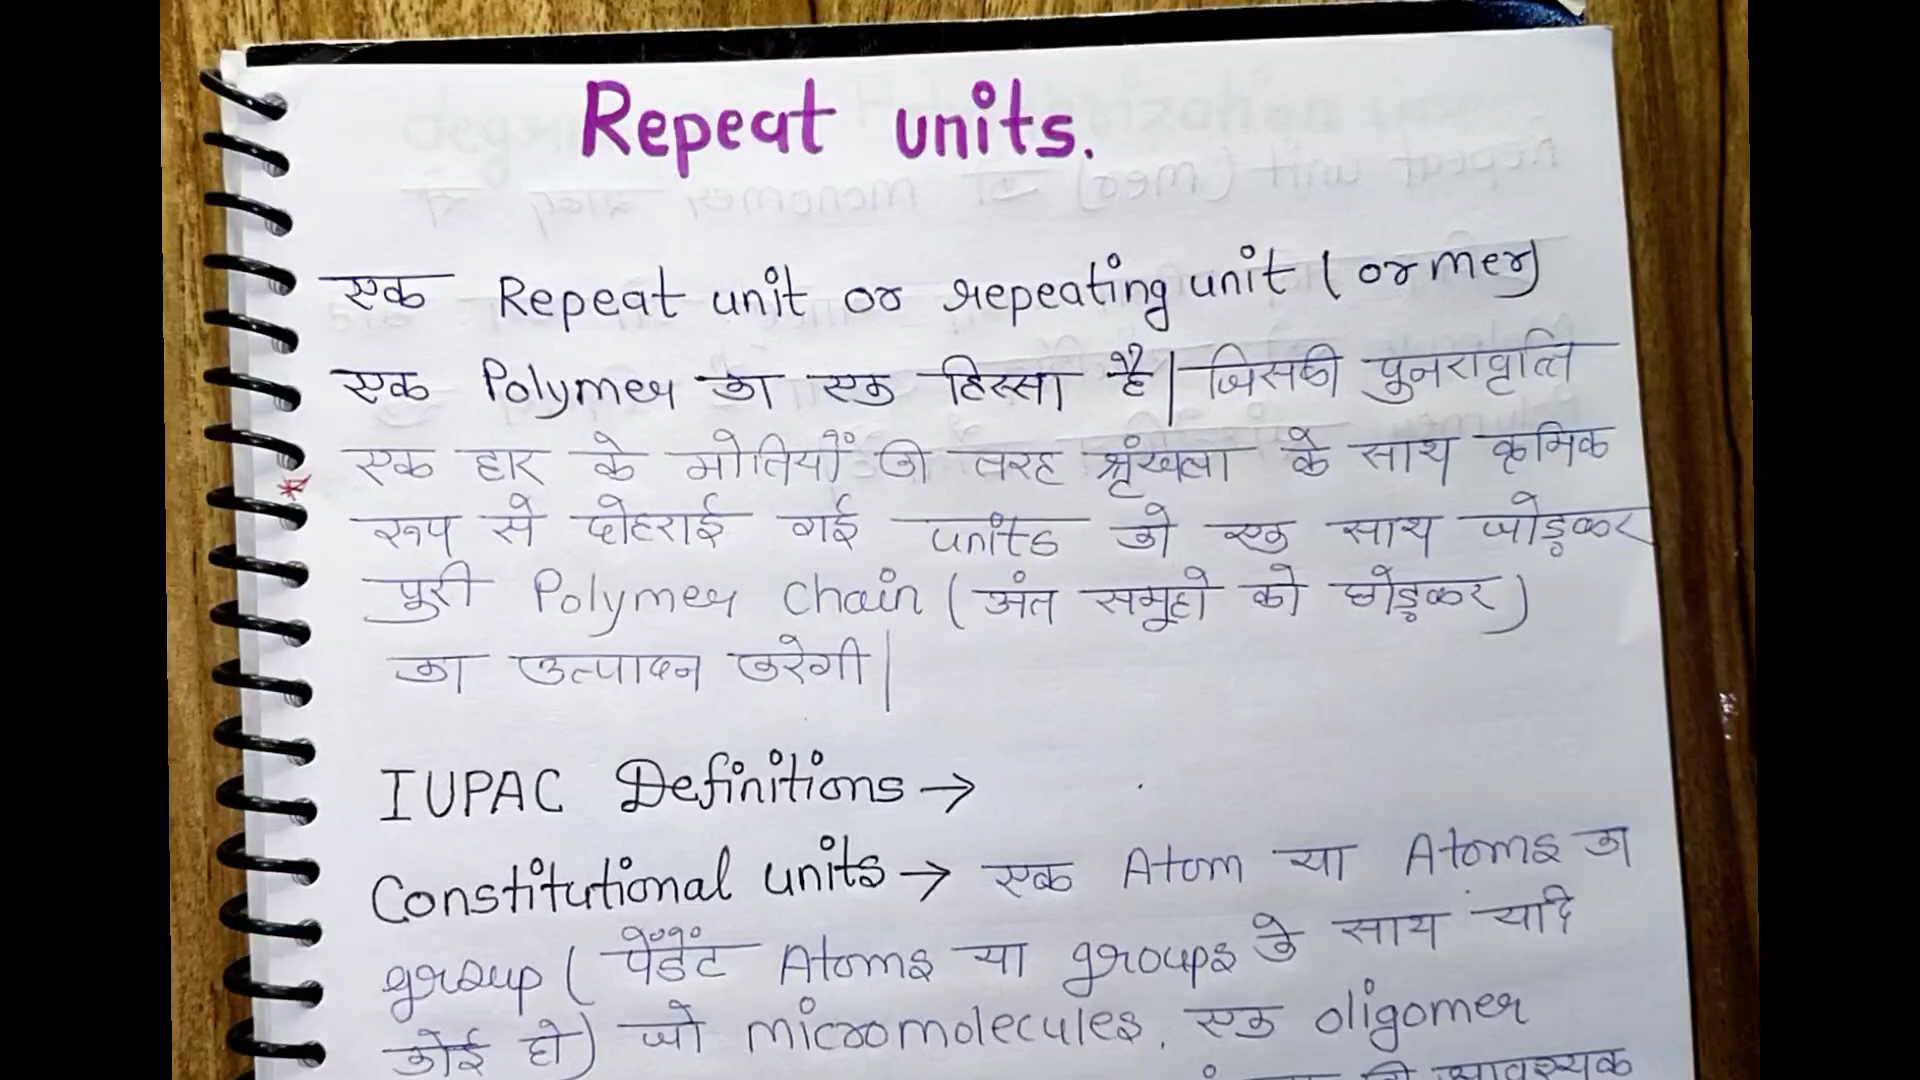 Repeat units.
एक Repeat unit or repeating unit (or mer)
एक Polymer का एक हिस्सा है| जिसकी पुनरावृत्ति
एक हार के मोतियों की तरह श्रृंखला के साथ क्रमिक
रूप से दोहराई गई units को एक साथ जोड़कर
पुरी Polymer chain (अंत समूहो को छोड़कर)
का उत्पादन करेगी|
IUPAC Definitions →
Constitutional units → एक Atom या Atoms का
group (पेंडेंट Atoms या groups के साथ यदि
कोई हो) जो micromolecules, एक oligomer
की आवश्यक